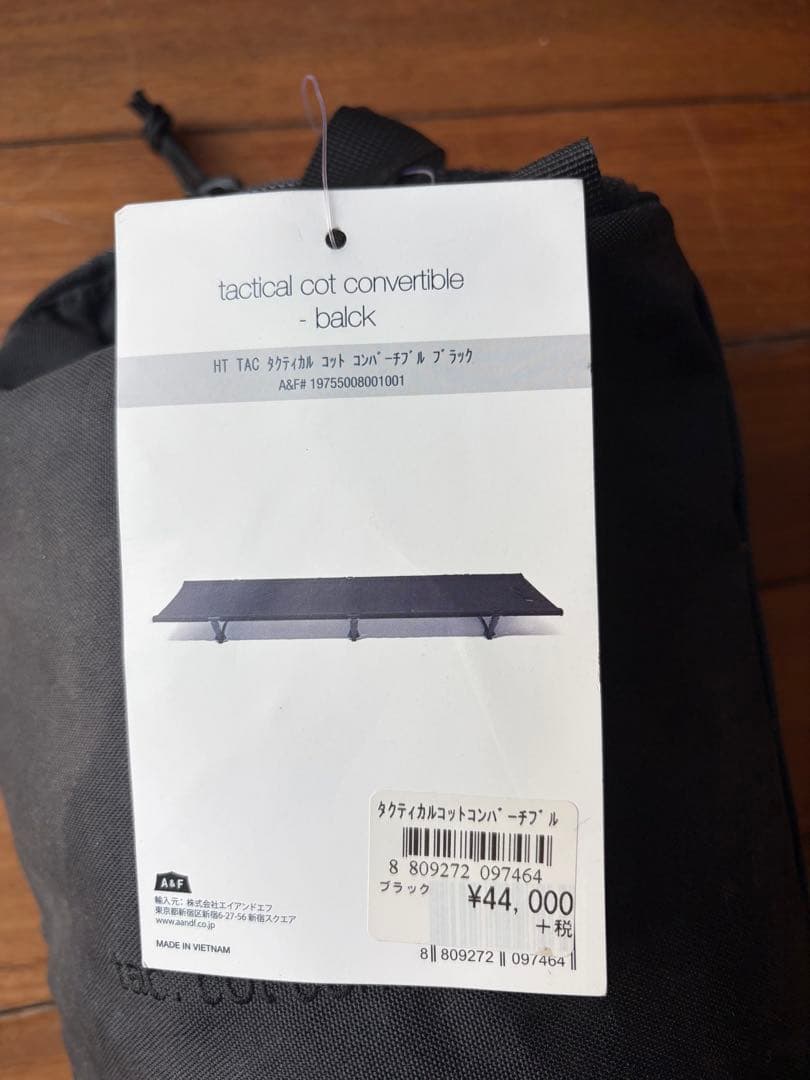 tactical cot convertible
- balck
HT TAC ﾀｸﾃｨｶﾙ ｺｯﾄ ｺﾝﾊﾞｰﾁﾌﾞﾙ ﾌﾞﾗｯｸ
A&F# 19755008001001
ﾀｸﾃｨｶﾙｺｯﾄｺﾝﾊﾞｰﾁﾌﾞﾙ
8 809272 097464
ブラック
¥44,000
+税
8 809272 097464
A&F
輸入元：株式会社エイアンドエフ
東京都新宿区新宿6-27-56 新宿スクエア
www.aandf.co.jp
MADE IN VIETNAM